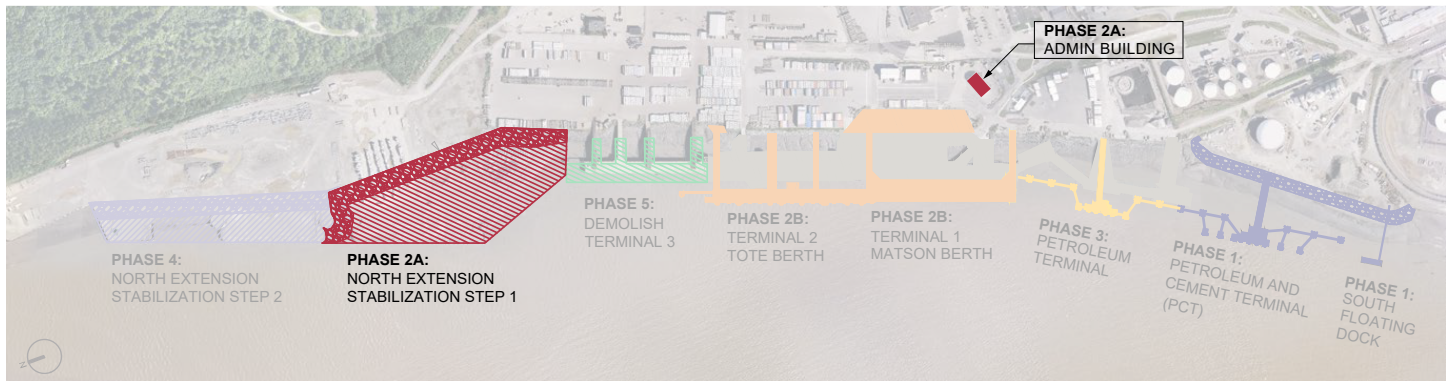 PHASE 2A:
ADMIN BUILDING
PHASE 4:
NORTH EXTENSION
STABILIZATION STEP 2
PHASE 2A:
NORTH EXTENSION
STABILIZATION STEP 1
PHASE 5:
DEMOLISH
TERMINAL 3
PHASE 2B:
TERMINAL 2
TOTE BERTH
PHASE 2B:
TERMINAL 1
MATSON BERTH
PHASE 3:
PETROLEUM
TERMINAL
PHASE 1:
PETROLEUM AND
CEMENT TERMINAL
(PCT)
PHASE 1:
SOUTH
FLOATING
DOCK
N